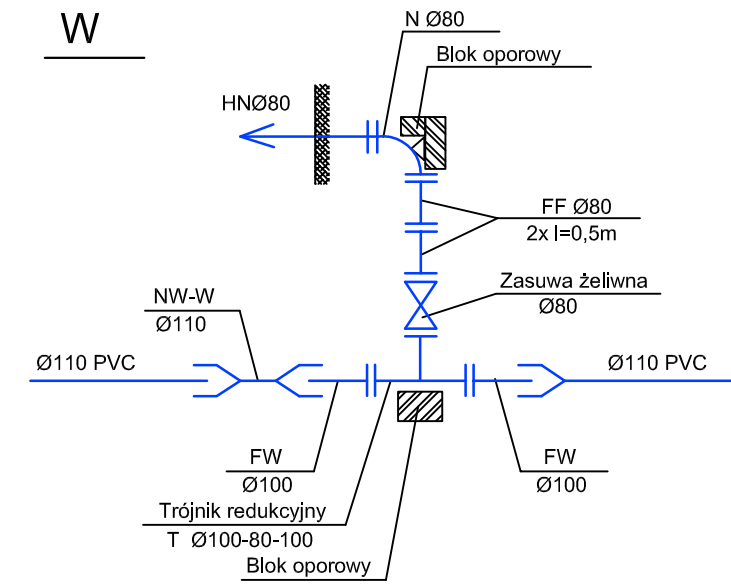 W
N Ø80
Blok oporowy
HNØ80
FF Ø80
2x l=0,5m
Zasuwa żeliwna
Ø80
NW-W
Ø110
Ø110 PVC
Ø110 PVC
FW
Ø100
FW
Ø100
Trójnik redukcyjny
T Ø100-80-100
Blok oporowy